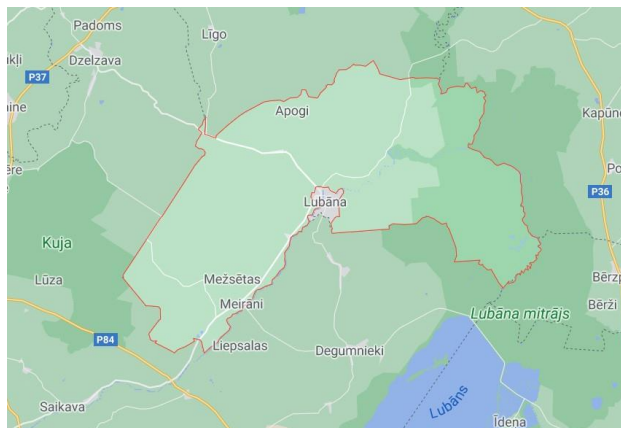 Padoms
Līgo
Dzelzava
P37
Apogi
Kapūn
P36
Lubāna
Kuja
Lūza
Mežsētas
Meirāni
Bērzp
Bērži
Lubāna mitrājs
P84
Liepsalas
Degumnieki
Lubāns
Saikava
Īdena